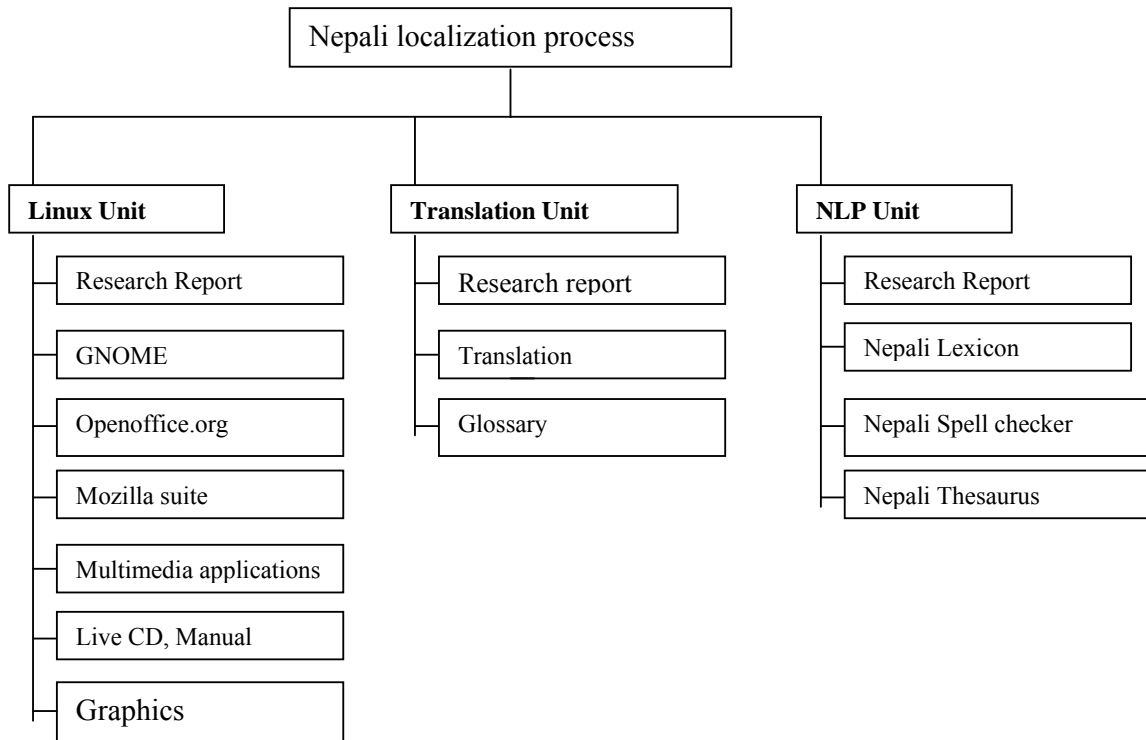 Nepali localization process
Linux Unit
Research Report
GNOME
Openoffice.org
Mozilla suite
Multimedia applications
Live CD, Manual
Graphics
Translation Unit
Research report
Translation
Glossary
NLP Unit
Research Report
Nepali Lexicon
Nepali Spell checker
Nepali Thesaurus